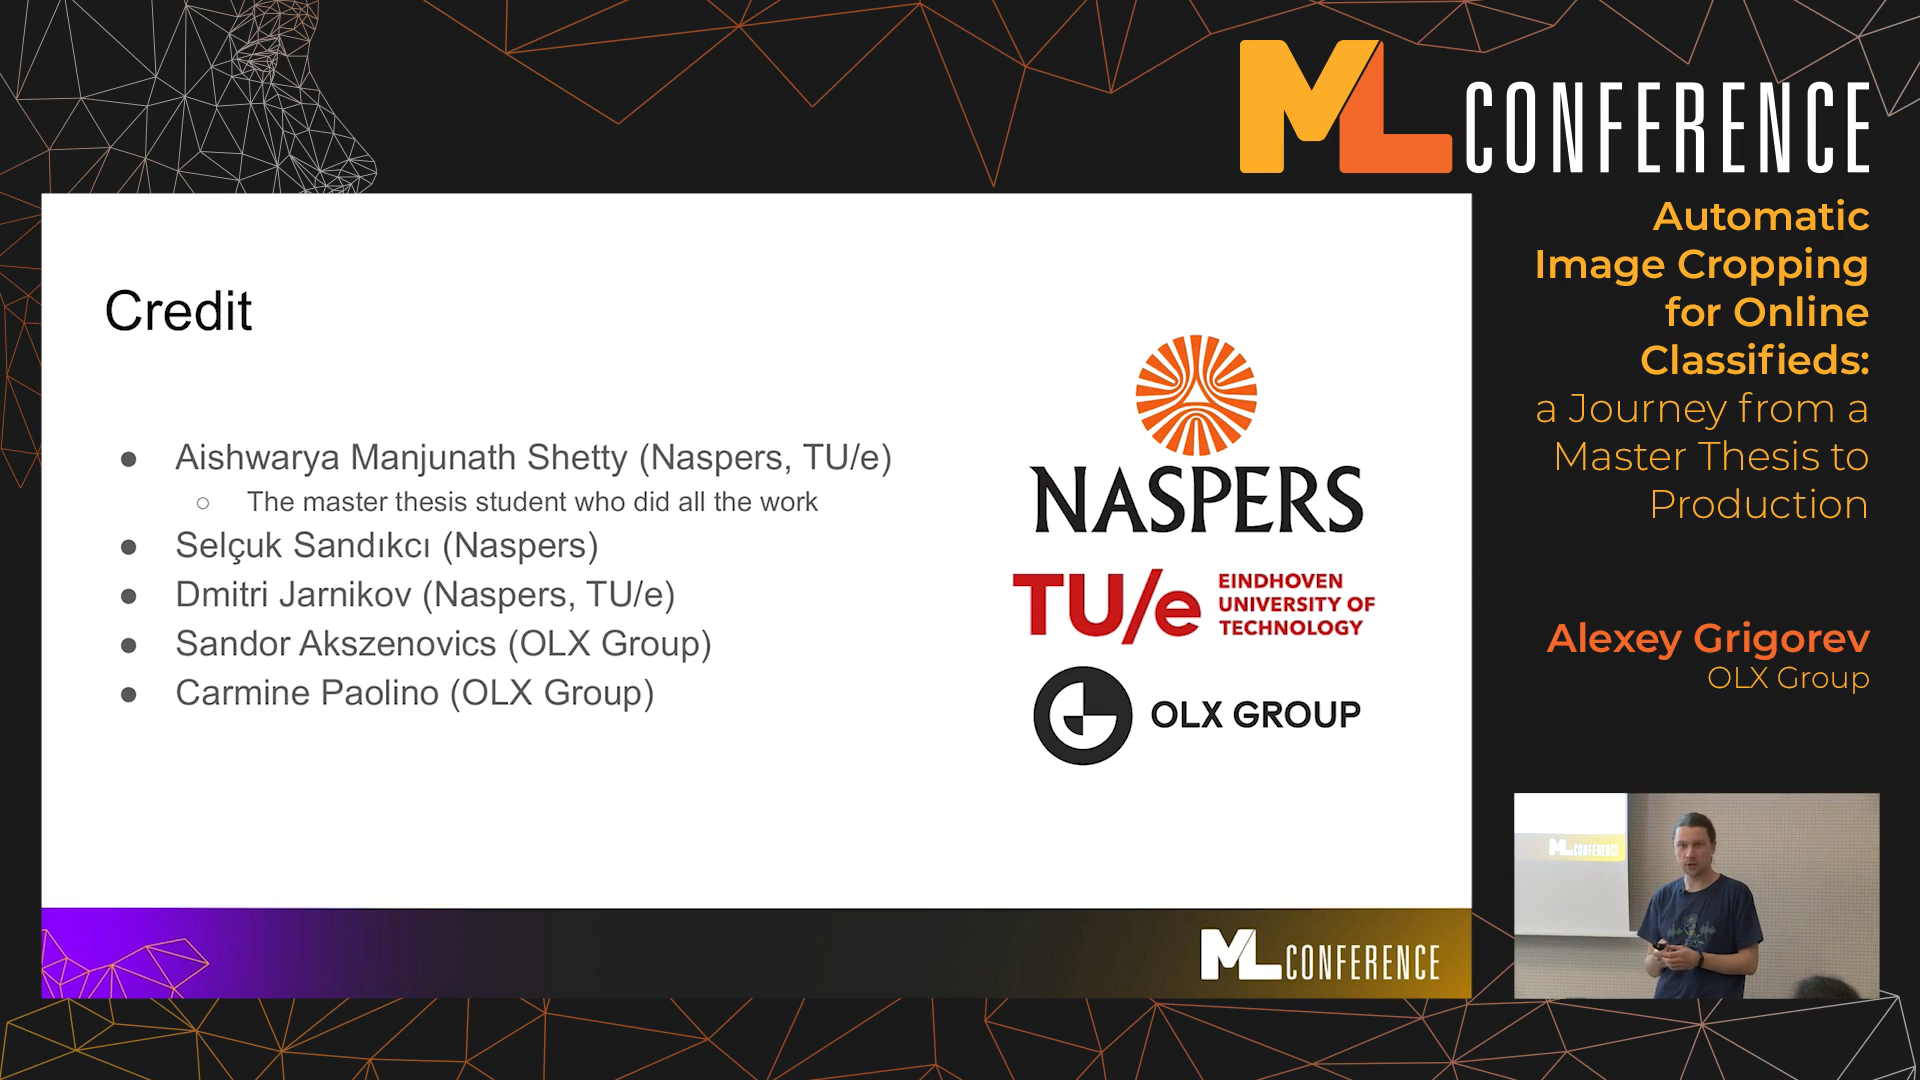 ML CONFERENCE
Automatic
Image Cropping
for Online
Classifieds:
a Journey from a
Master Thesis to
Production
Alexey Grigorev
OLX Group
Credit
● Aishwarya Manjunath Shetty (Naspers, TU/e)
○ The master thesis student who did all the work
● Selçuk Sandıkcı (Naspers)
● Dmitri Jarnikov (Naspers, TU/e)
● Sandor Akszenovics (OLX Group)
● Carmine Paolino (OLX Group)
NASPERS
TU/e EINDHOVEN
UNIVERSITY OF
TECHNOLOGY
OLX GROUP
ML CONFERENCE
ML CONFERENCE